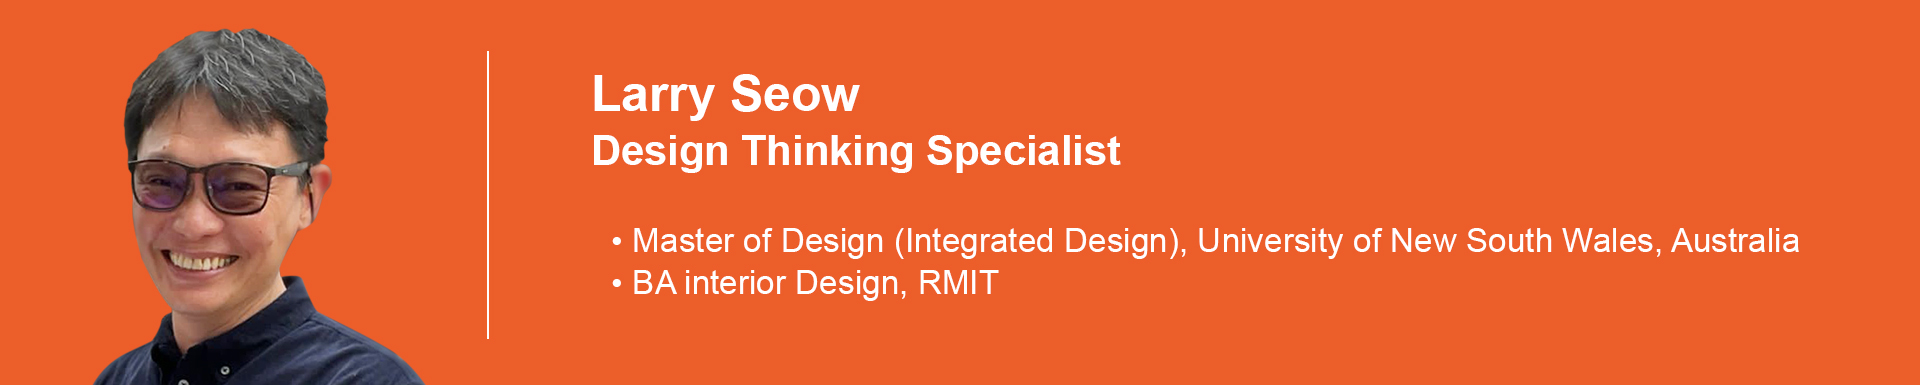 Larry Seow
Design Thinking Specialist
• Master of Design (Integrated Design), University of New South Wales, Australia
• BA interior Design, RMIT